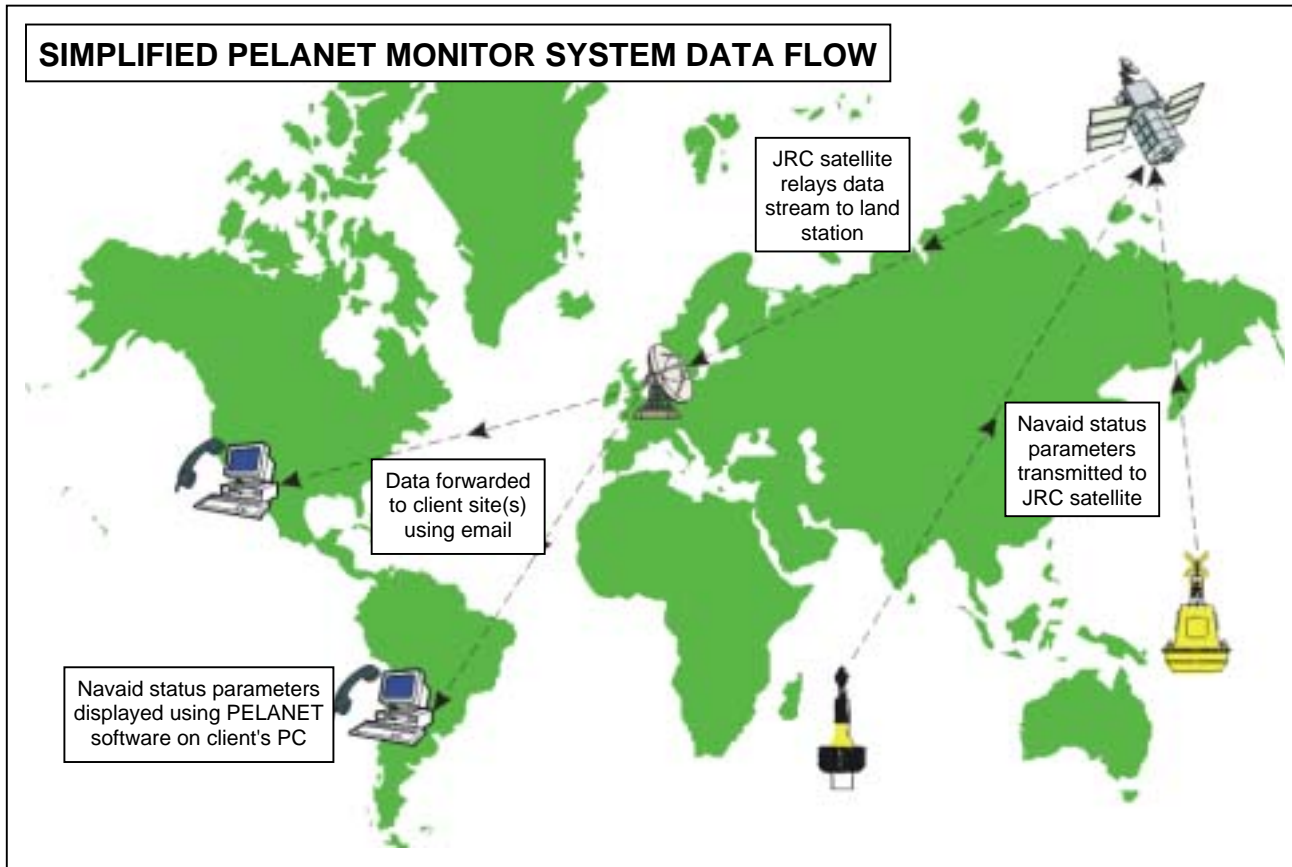 SIMPLIFIED PELANET MONITOR SYSTEM DATA FLOW
JRC satellite
relays data
stream to land
station
Navaid status
parameters
transmitted to
JRC satellite
Data forwarded
to client site(s)
using email
Navaid status parameters
displayed using PELANET
software on client's PC